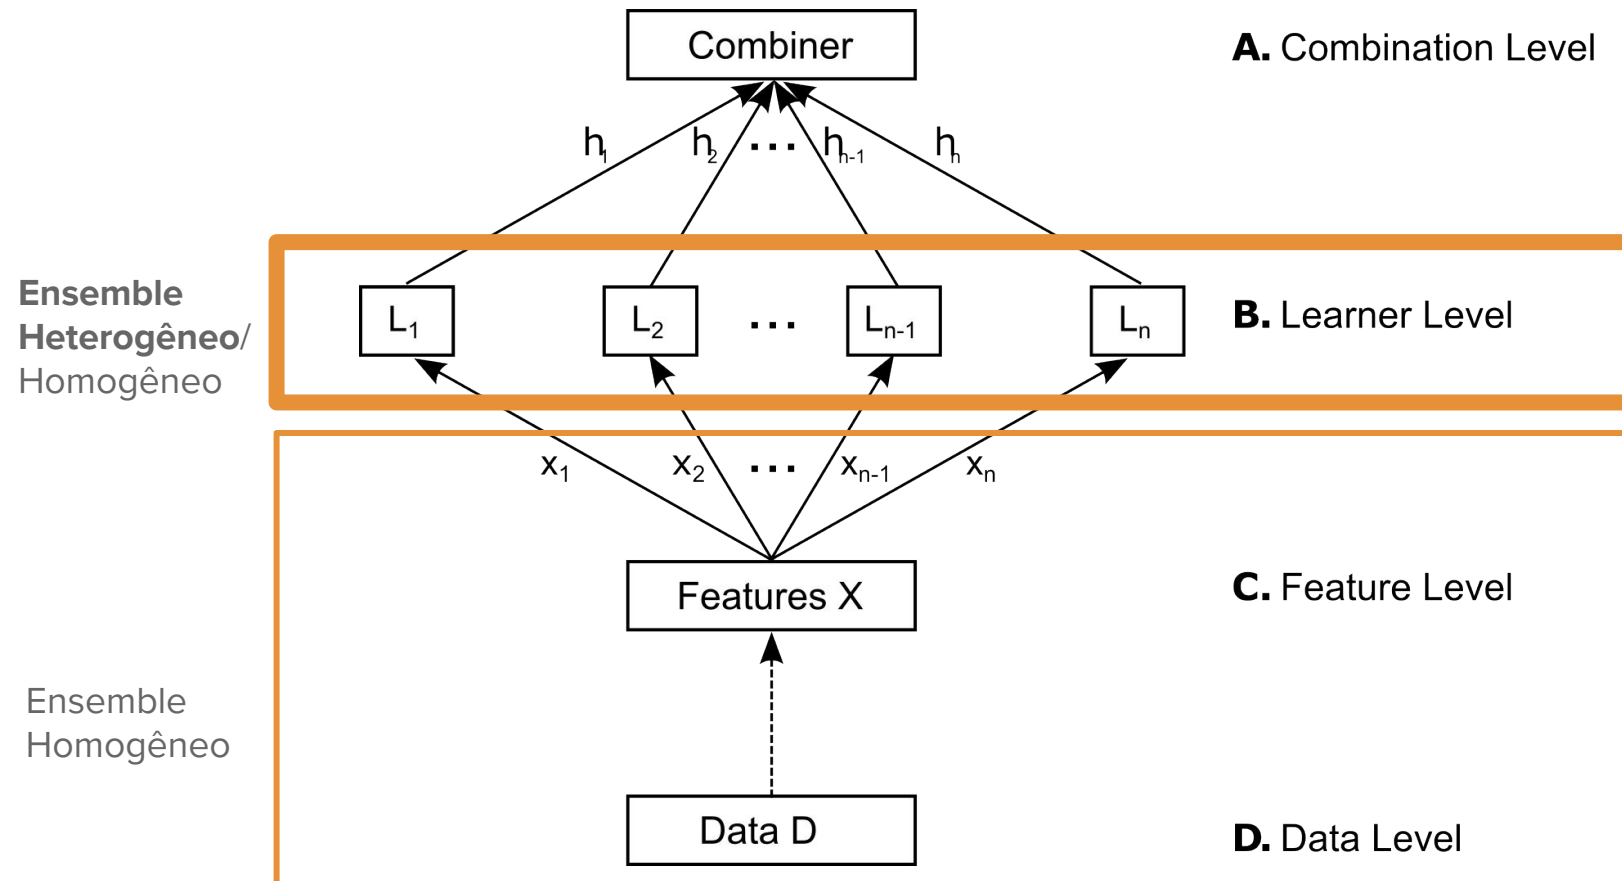 Combiner
A. Combination Level
h1 h2 ... hn-1 hn
Ensemble
Heterogêneo/
Homogêneo
L1 L2 ... Ln-1 Ln
B. Learner Level
x1 x2 ... xn-1 xn
Features X
C. Feature Level
Ensemble
Homogêneo
Data D
D. Data Level